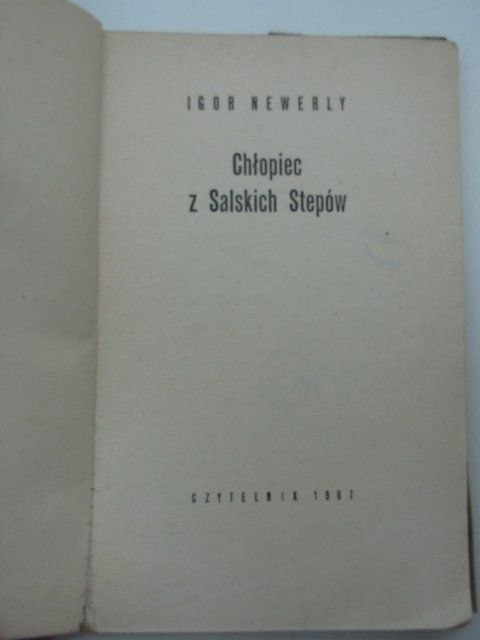 IGOR NEWERLY
Chłopiec
z Salskich Stepów
CZYTELNIK 1967